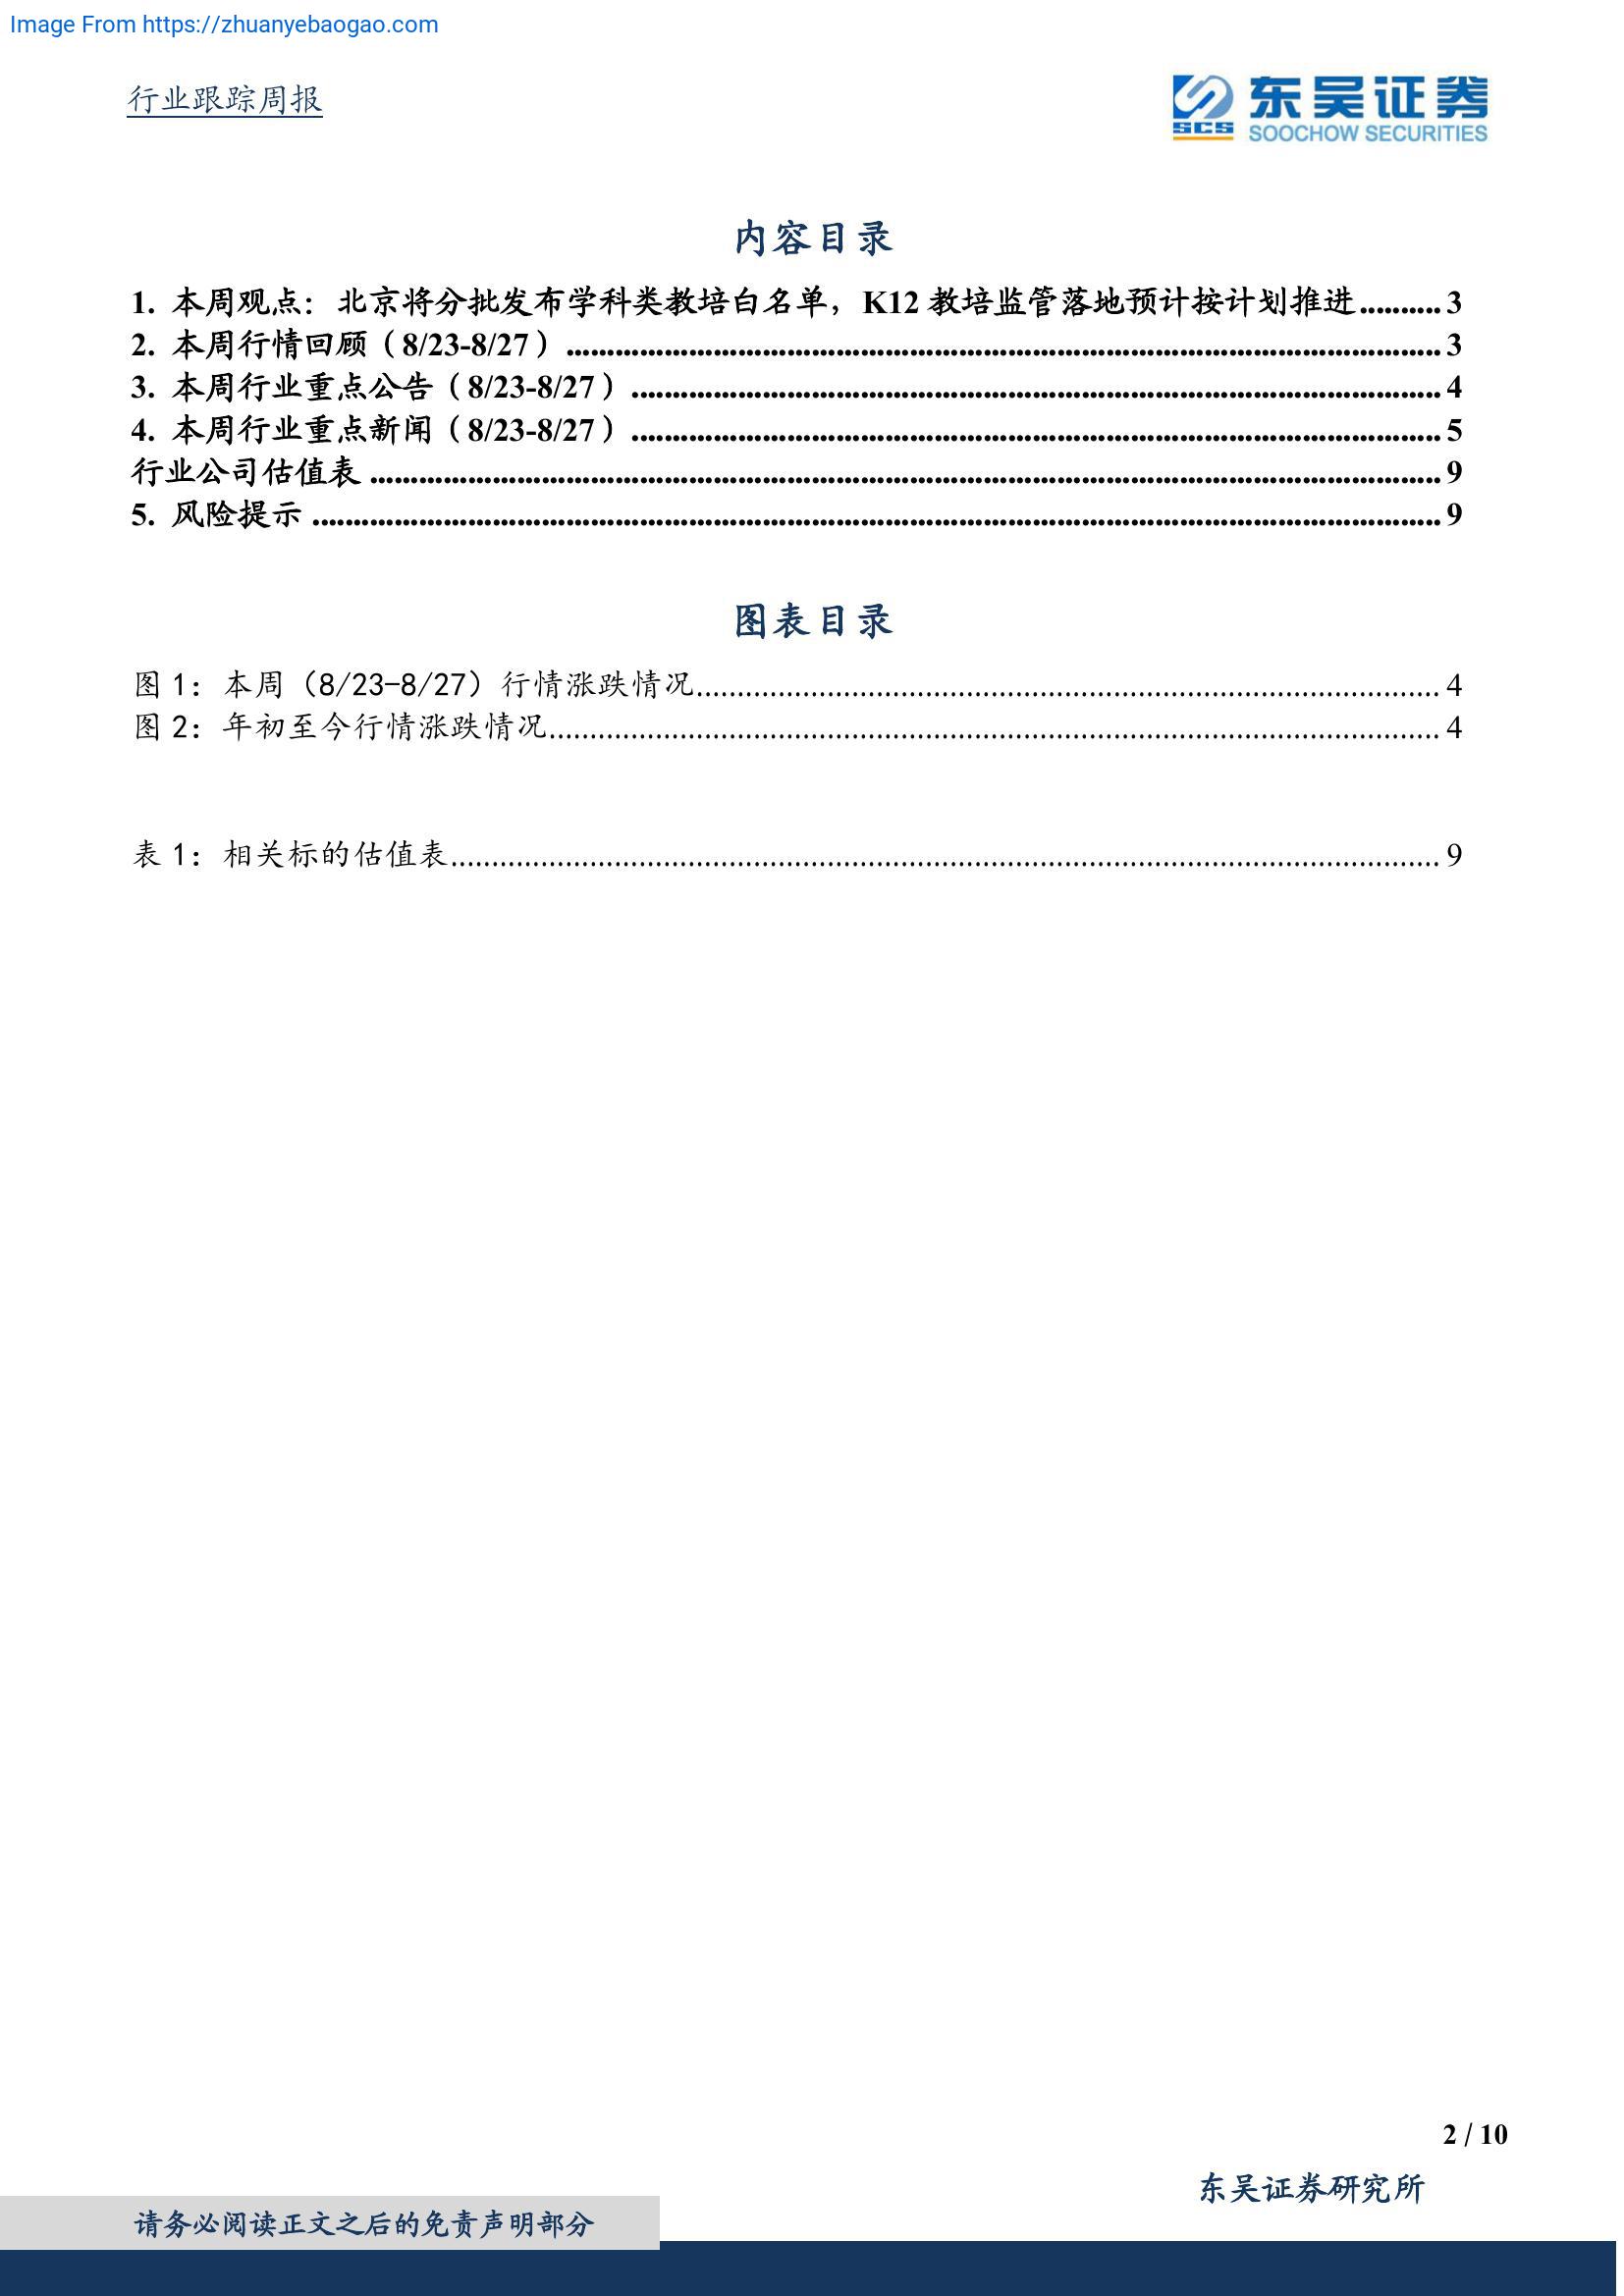 Image From https://zhuanyebaogao.com
行业跟踪周报
东吴证券
SCS
SOOCHOW SECURITIES
内容目录
1. 本周观点：北京将分批发布学科类教培白名单，K12 教培监管落地预计按计划推进.......... 3
2. 本周行情回顾（8/23-8/27）.......... 3
3. 本周行业重点公告（8/23-8/27）.......... 4
4. 本周行业重点新闻（8/23-8/27）.......... 5
行业公司估值表.......... 9
5. 风险提示.......... 9
图表目录
图 1：本周（8/23-8/27）行情涨跌情况.......... 4
图 2：年初至今行情涨跌情况.......... 4
表 1：相关标的估值表.......... 9
2 / 10
东吴证券研究所
请务必阅读正文之后的免责声明部分